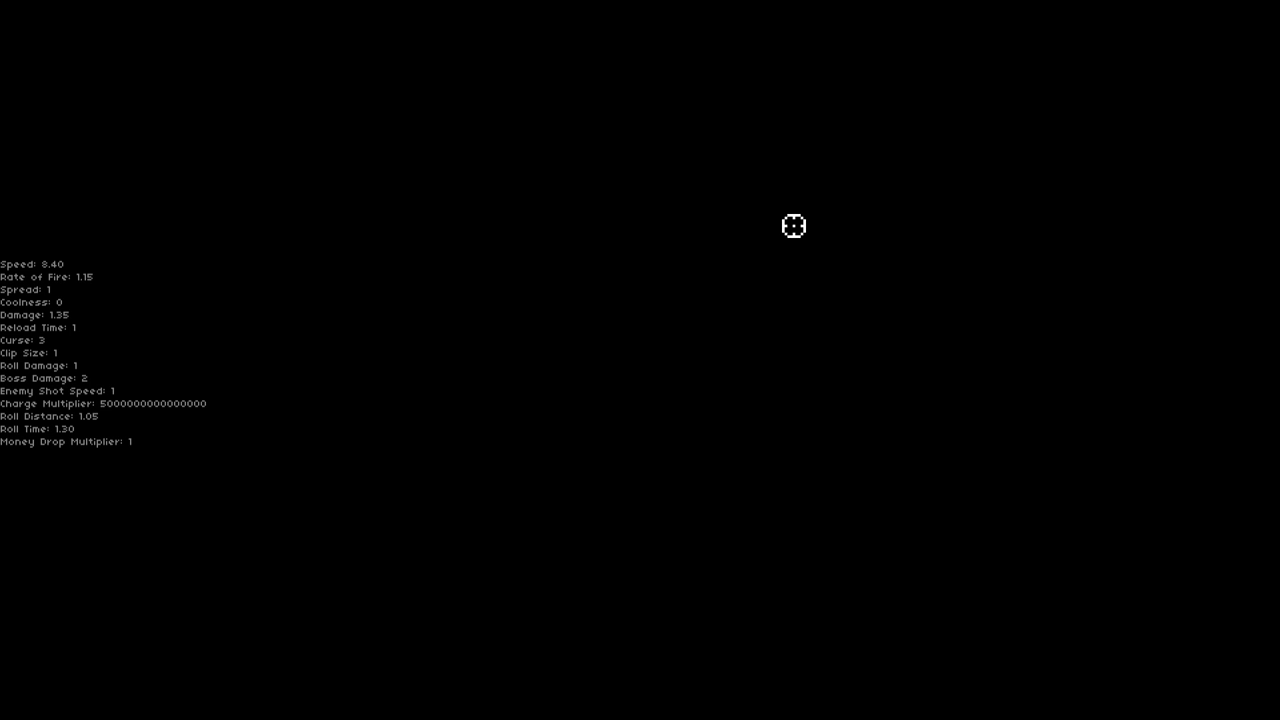 Speed: 8.40
Rate of Fire: 1.15
Spread: 1
Coolness: 0
Damage: 1.35
Reload Time: 1
Curse: 3
Clip Size: 1
Roll Damage: 1
Boss Damage: 2
Enemy Shot Speed: 1
Charge Multiplier: 5000000000000000
Roll Distance: 1.05
Roll Time: 1.30
Money Drop Multiplier: 1